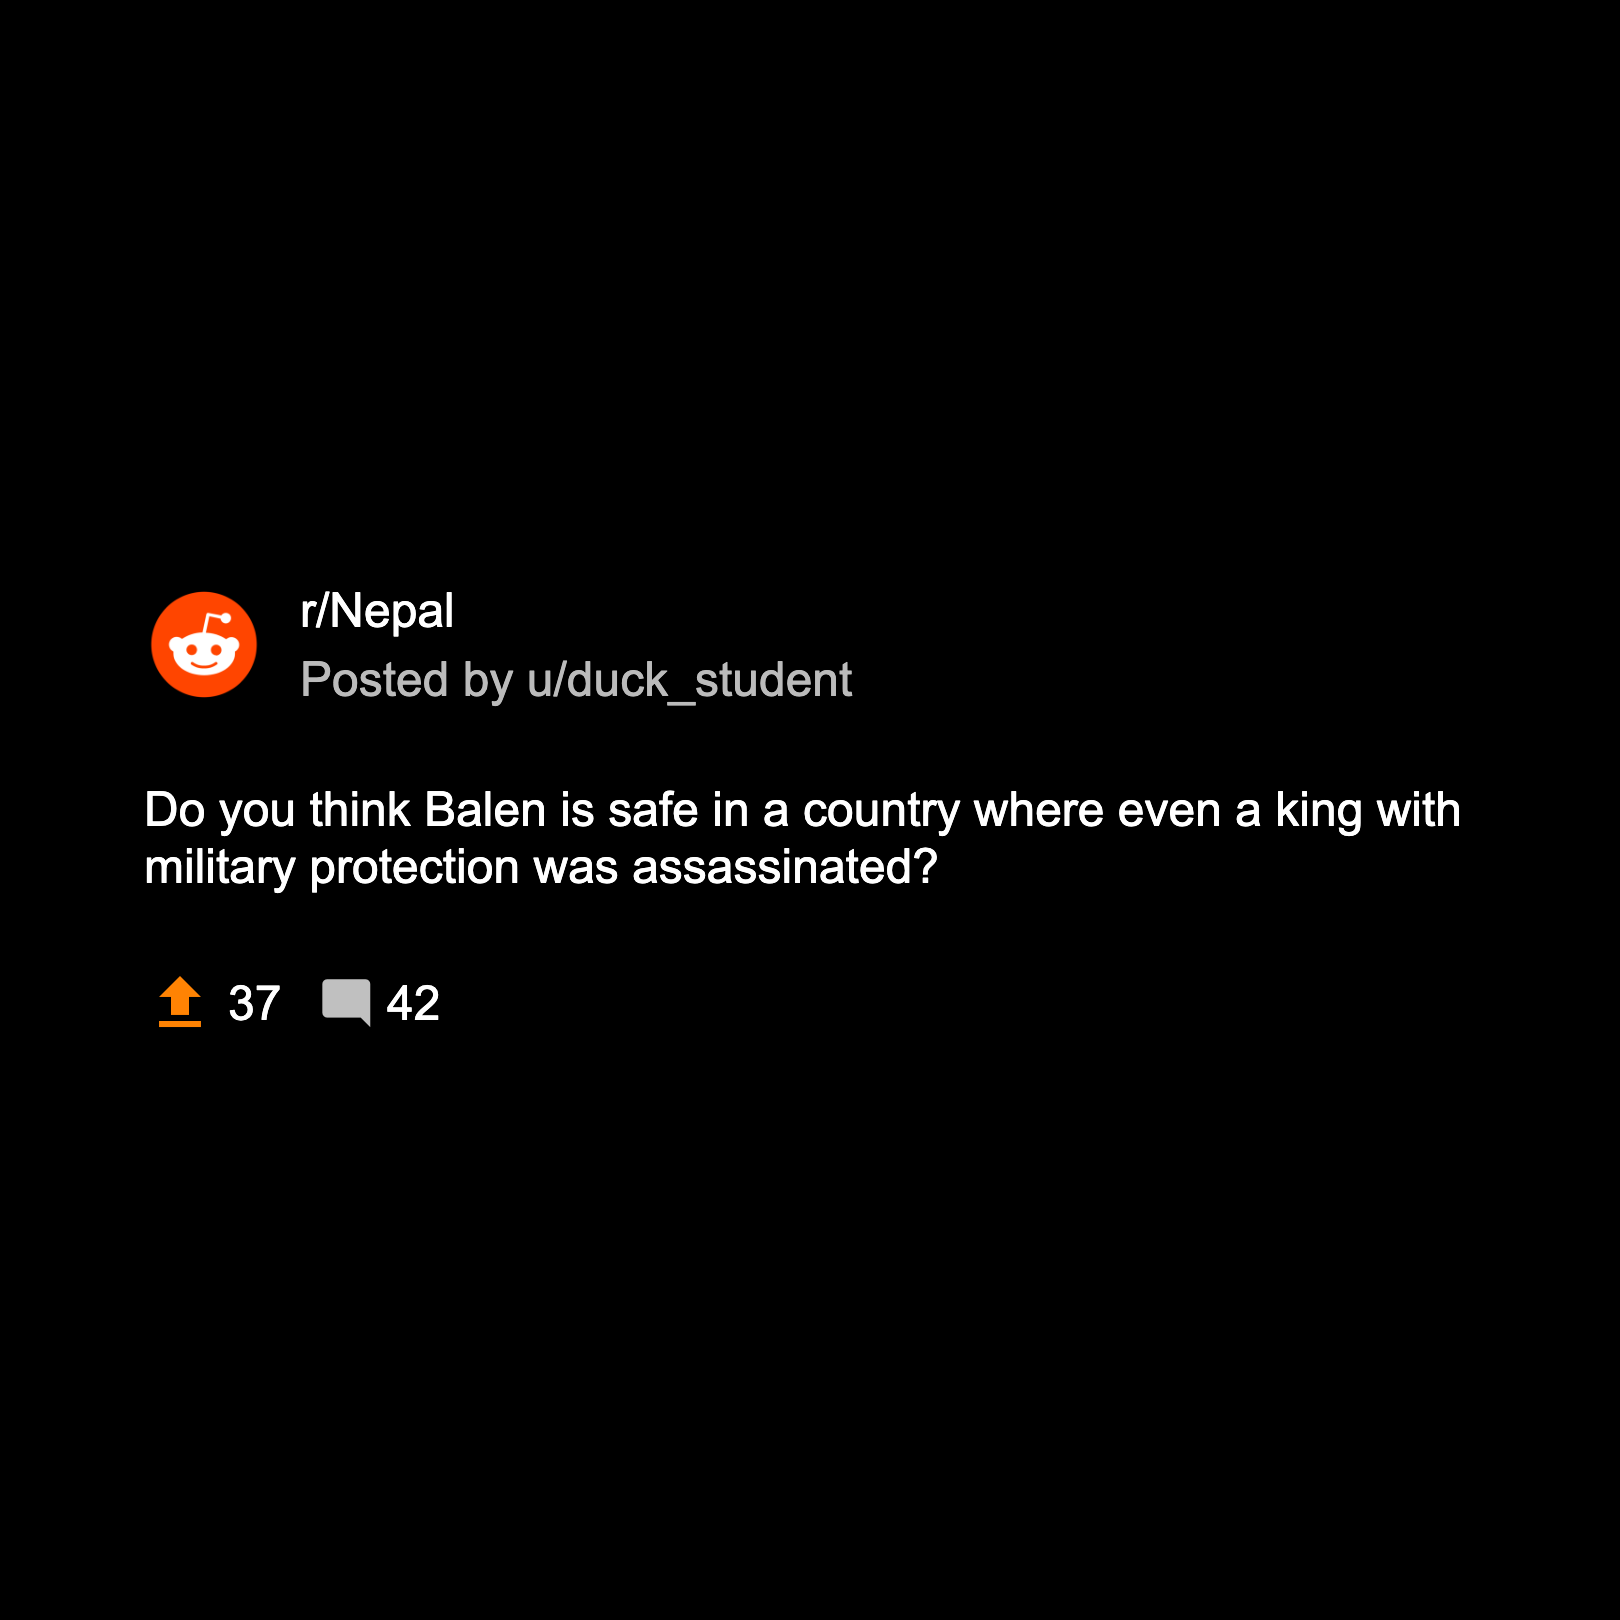 r/Nepal
Posted by u/duck_student
Do you think Balen is safe in a country where even a king with
military protection was assassinated?
37 42